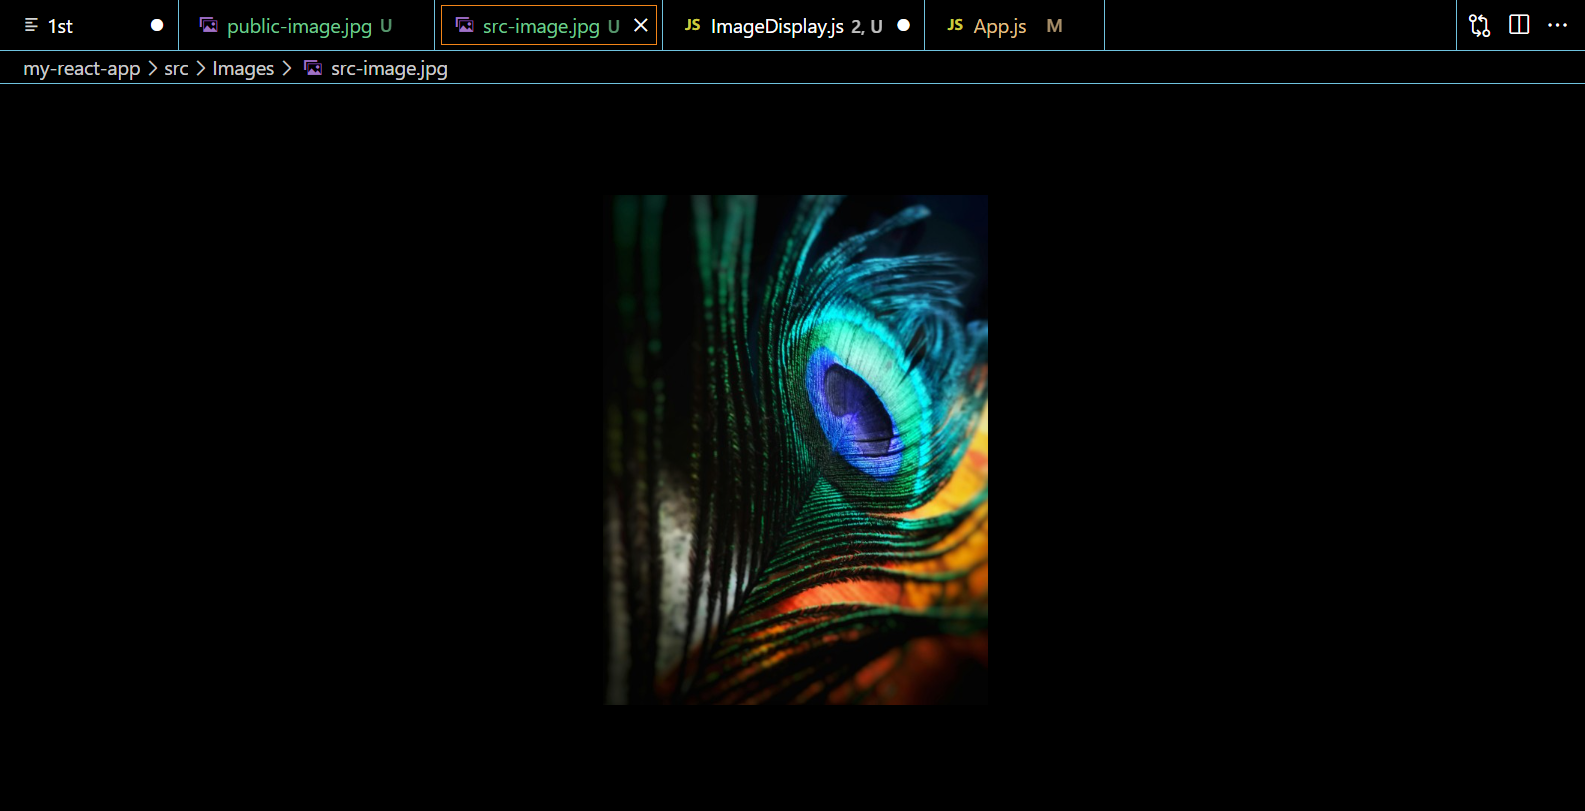 1st public-image.jpg U src-image.jpg U JS ImageDisplay.js 2, U JS App.js M
my-react-app src Images src-image.jpg